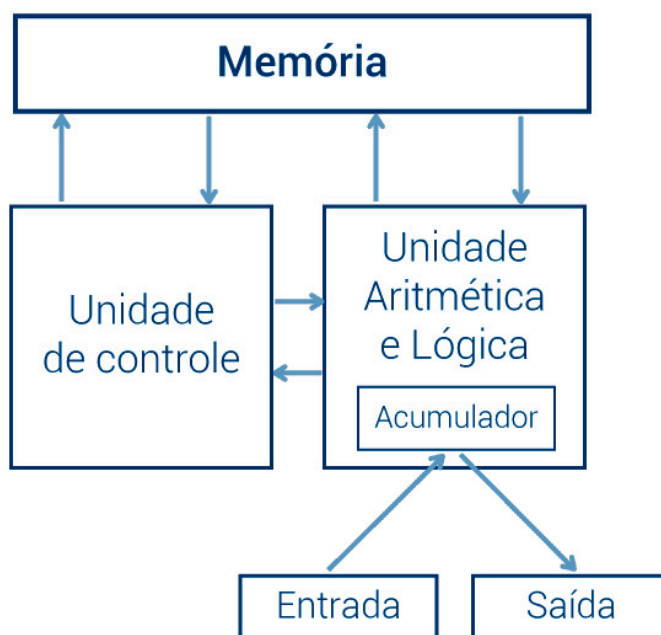 Memória
Unidade
de controle
Unidade
Aritmética
e Lógica
Acumulador
Entrada
Saída